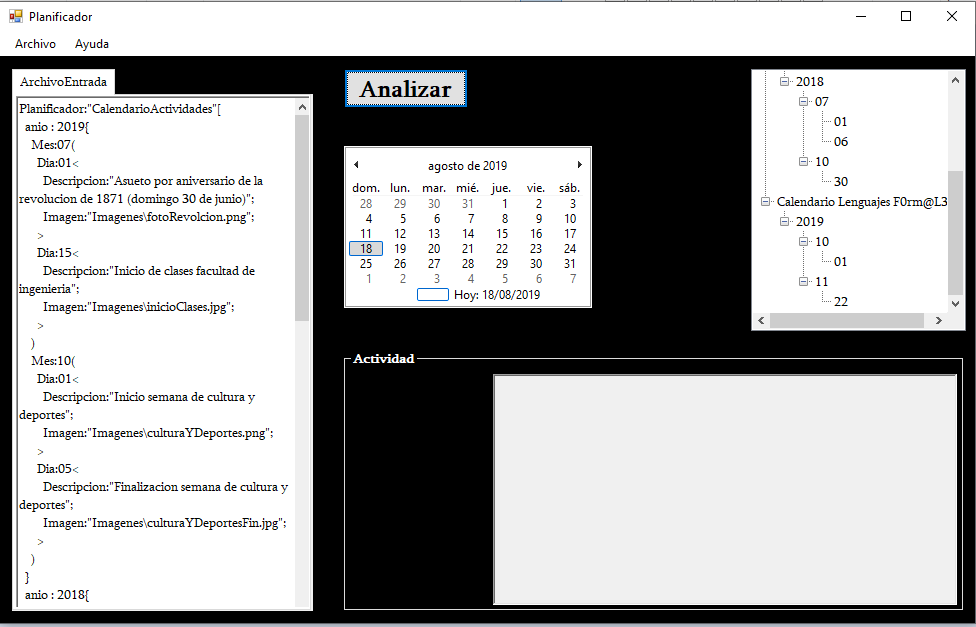 Planificador
Archivo Ayuda
ArchivoEntrada
Planificador:"CalendarioActividades"[
anio : 2019{
Mes:07(
Dia:01<
Descripcion:"Asueto por aniversario de la
revolucion de 1871 (domingo 30 de junio)";
Imagen:"Imagenes\fotoRevolcion.png";
>
Dia:15<
Descripcion:"Inicio de clases facultad de
ingenieria";
Imagen:"Imagenes\inicioClases.jpg";
>
)
Mes:10(
Dia:01<
Descripcion:"Inicio semana de cultura y
deportes";
Imagen:"Imagenes\culturaYDeportes.png";
>
Dia:05<
Descripcion:"Finalizacion semana de cultura y
deportes";
Imagen:"Imagenes\culturaYDeportesFin.jpg";
>
)
}
anio : 2018{
Analizar
agosto de 2019
dom. lun. mar. mié. jue. vie. sáb.
28 29 30 31 1 2 3
4 5 6 7 8 9 10
11 12 13 14 15 16 17
18 19 20 21 22 23 24
25 26 27 28 29 30 31
1 2 3 4 5 6 7
Hoy: 18/08/2019
2018
07
01
06
10
30
Calendario Lenguajes F0rm@L3
2019
10
01
11
22
Actividad